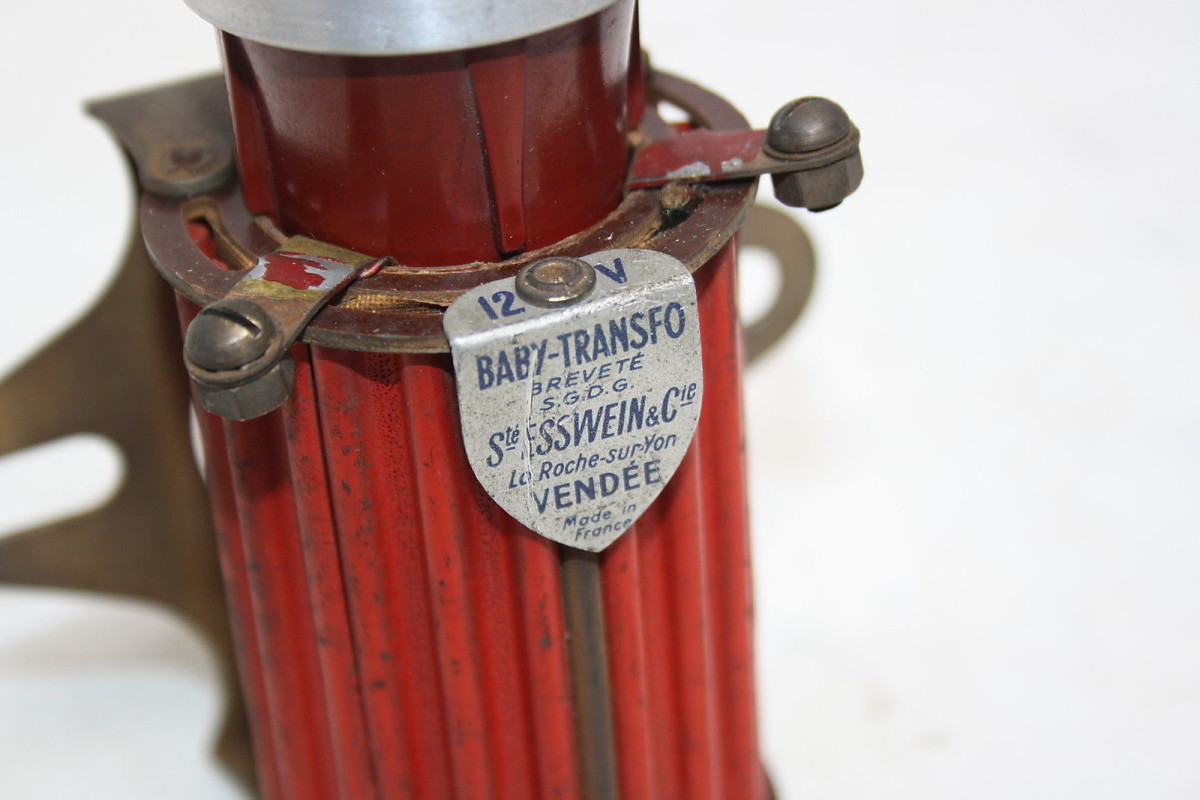 12 V
BABY-TRANSFO
BREVETÉ
S.G.D.G.
Sté ESSWEIN & Cie
La Roche-sur-Yon
VENDÉE
Made in
France